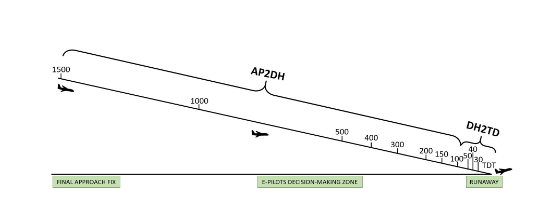 AP2DH
1500
1000
DH2TD
500
400
300
200
150
100
50
40
30
TDT
FINAL APPROACH FIX
E-PILOTS DECISION-MAKING ZONE
RUNAWAY